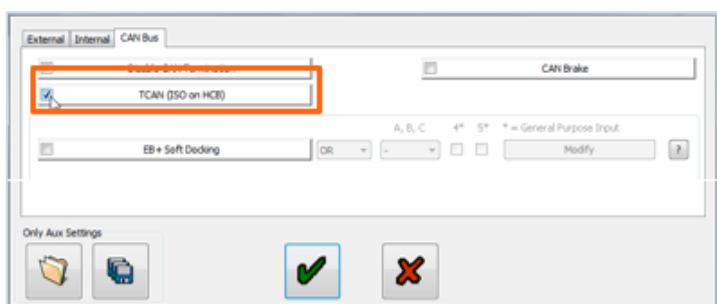 External Internal CAN Bus
CAN Brake
TCAN (ISO on HCB)
A, B, C 4* 5* * = General Purpose Input
EB+ Soft Docking OR - Modify ?
Only Aux Settings